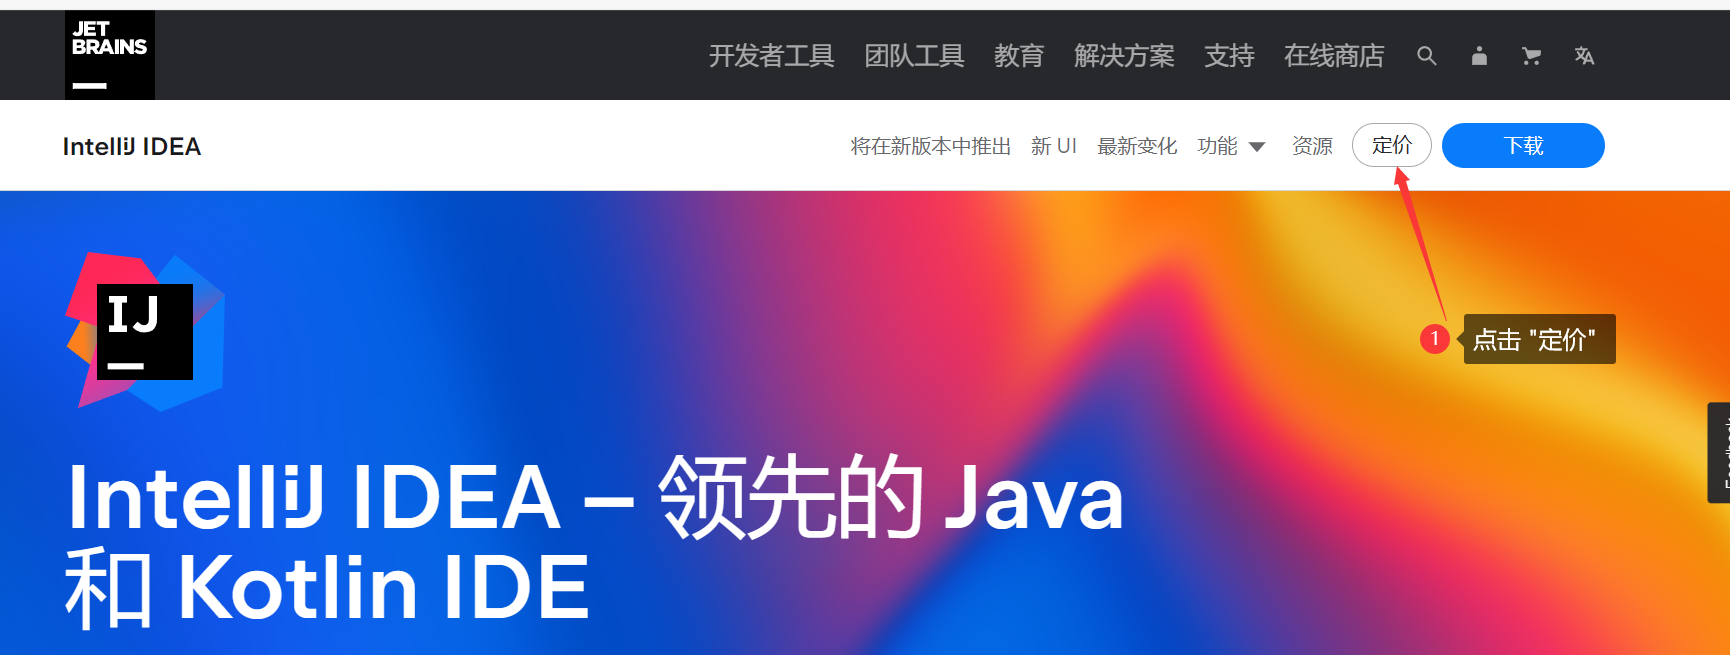 JET
BRAINS
开发者工具 团队工具 教育 解决方案 支持 在线商店
IntelliJ IDEA
将在新版本中推出 新 UI 最新变化 功能 资源 定价 下载
IJ
1 点击 "定价"
IntelliJ IDEA – 领先的 Java
和 Kotlin IDE